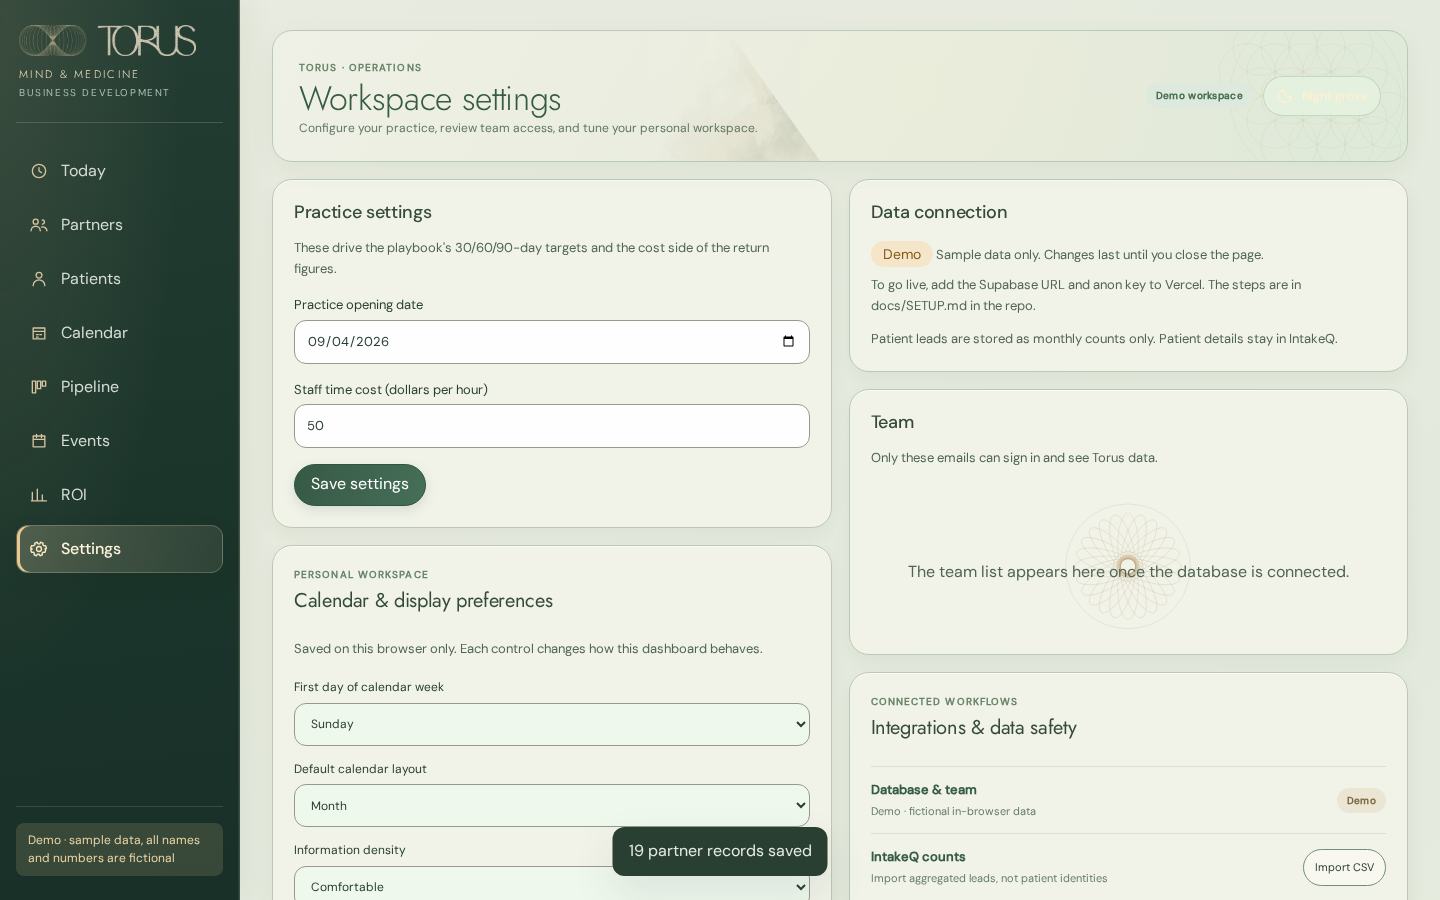 TORUS
MIND & MEDICINE
BUSINESS DEVELOPMENT
Today
Partners
Patients
Calendar
Pipeline
Events
ROI
Settings
Demo · sample data, all names
and numbers are fictional
TORUS · OPERATIONS
Workspace settings
Configure your practice, review team access, and tune your personal workspace.
Demo workspace
Practice settings
These drive the playbook's 30/60/90-day targets and the cost side of the return
figures.
Practice opening date
09/04/2026
Staff time cost (dollars per hour)
50
Save settings
PERSONAL WORKSPACE
Calendar & display preferences
Saved on this browser only. Each control changes how this dashboard behaves.
First day of calendar week
Sunday
Default calendar layout
Month
Information density
Comfortable
Data connection
Demo Sample data only. Changes last until you close the page.
To go live, add the Supabase URL and anon key to Vercel. The steps are in
docs/SETUP.md in the repo.
Patient leads are stored as monthly counts only. Patient details stay in IntakeQ.
Team
Only these emails can sign in and see Torus data.
The team list appears here once the database is connected.
CONNECTED WORKFLOWS
Integrations & data safety
Database & team
Demo · fictional in-browser data
Demo
IntakeQ counts
Import aggregated leads, not patient identities
Import CSV
19 partner records saved